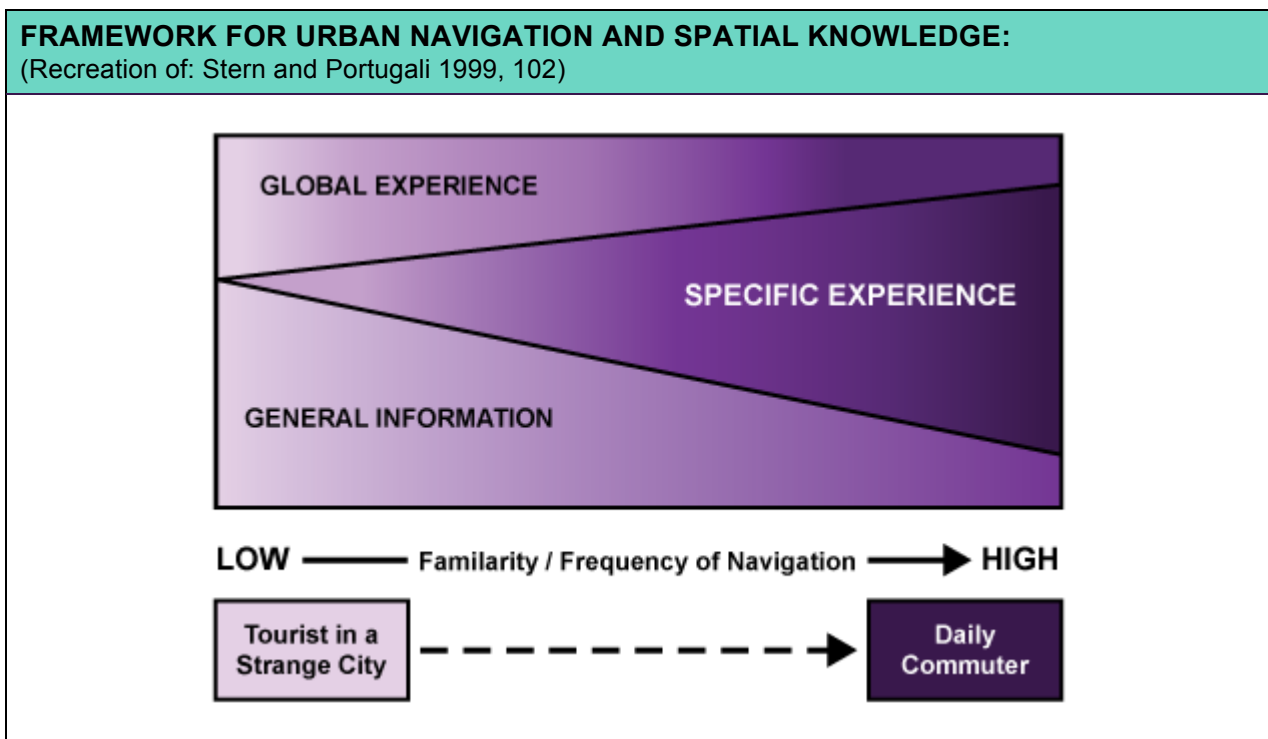 FRAMEWORK FOR URBAN NAVIGATION AND SPATIAL KNOWLEDGE:
(Recreation of: Stern and Portugali 1999, 102)
GLOBAL EXPERIENCE
SPECIFIC EXPERIENCE
GENERAL INFORMATION
LOW Familarity / Frequency of Navigation HIGH
Tourist in a
Strange City
Daily
Commuter